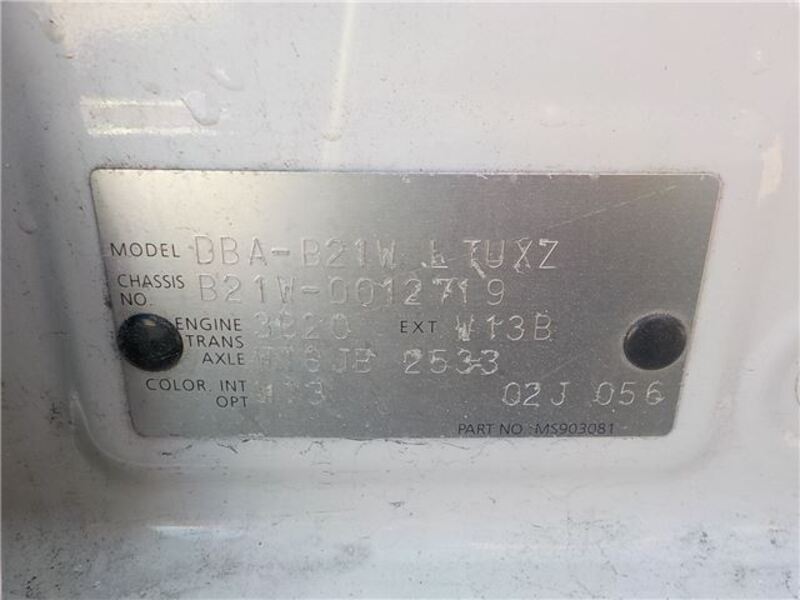 MODEL DBA-B21W LTUXZ
CHASSIS NO. B21W-0012719
ENGINE 3B20 EXT W13B
TRANS AXLE 2533
COLOR. INT OPT 02J 056
PART NO. MS903081